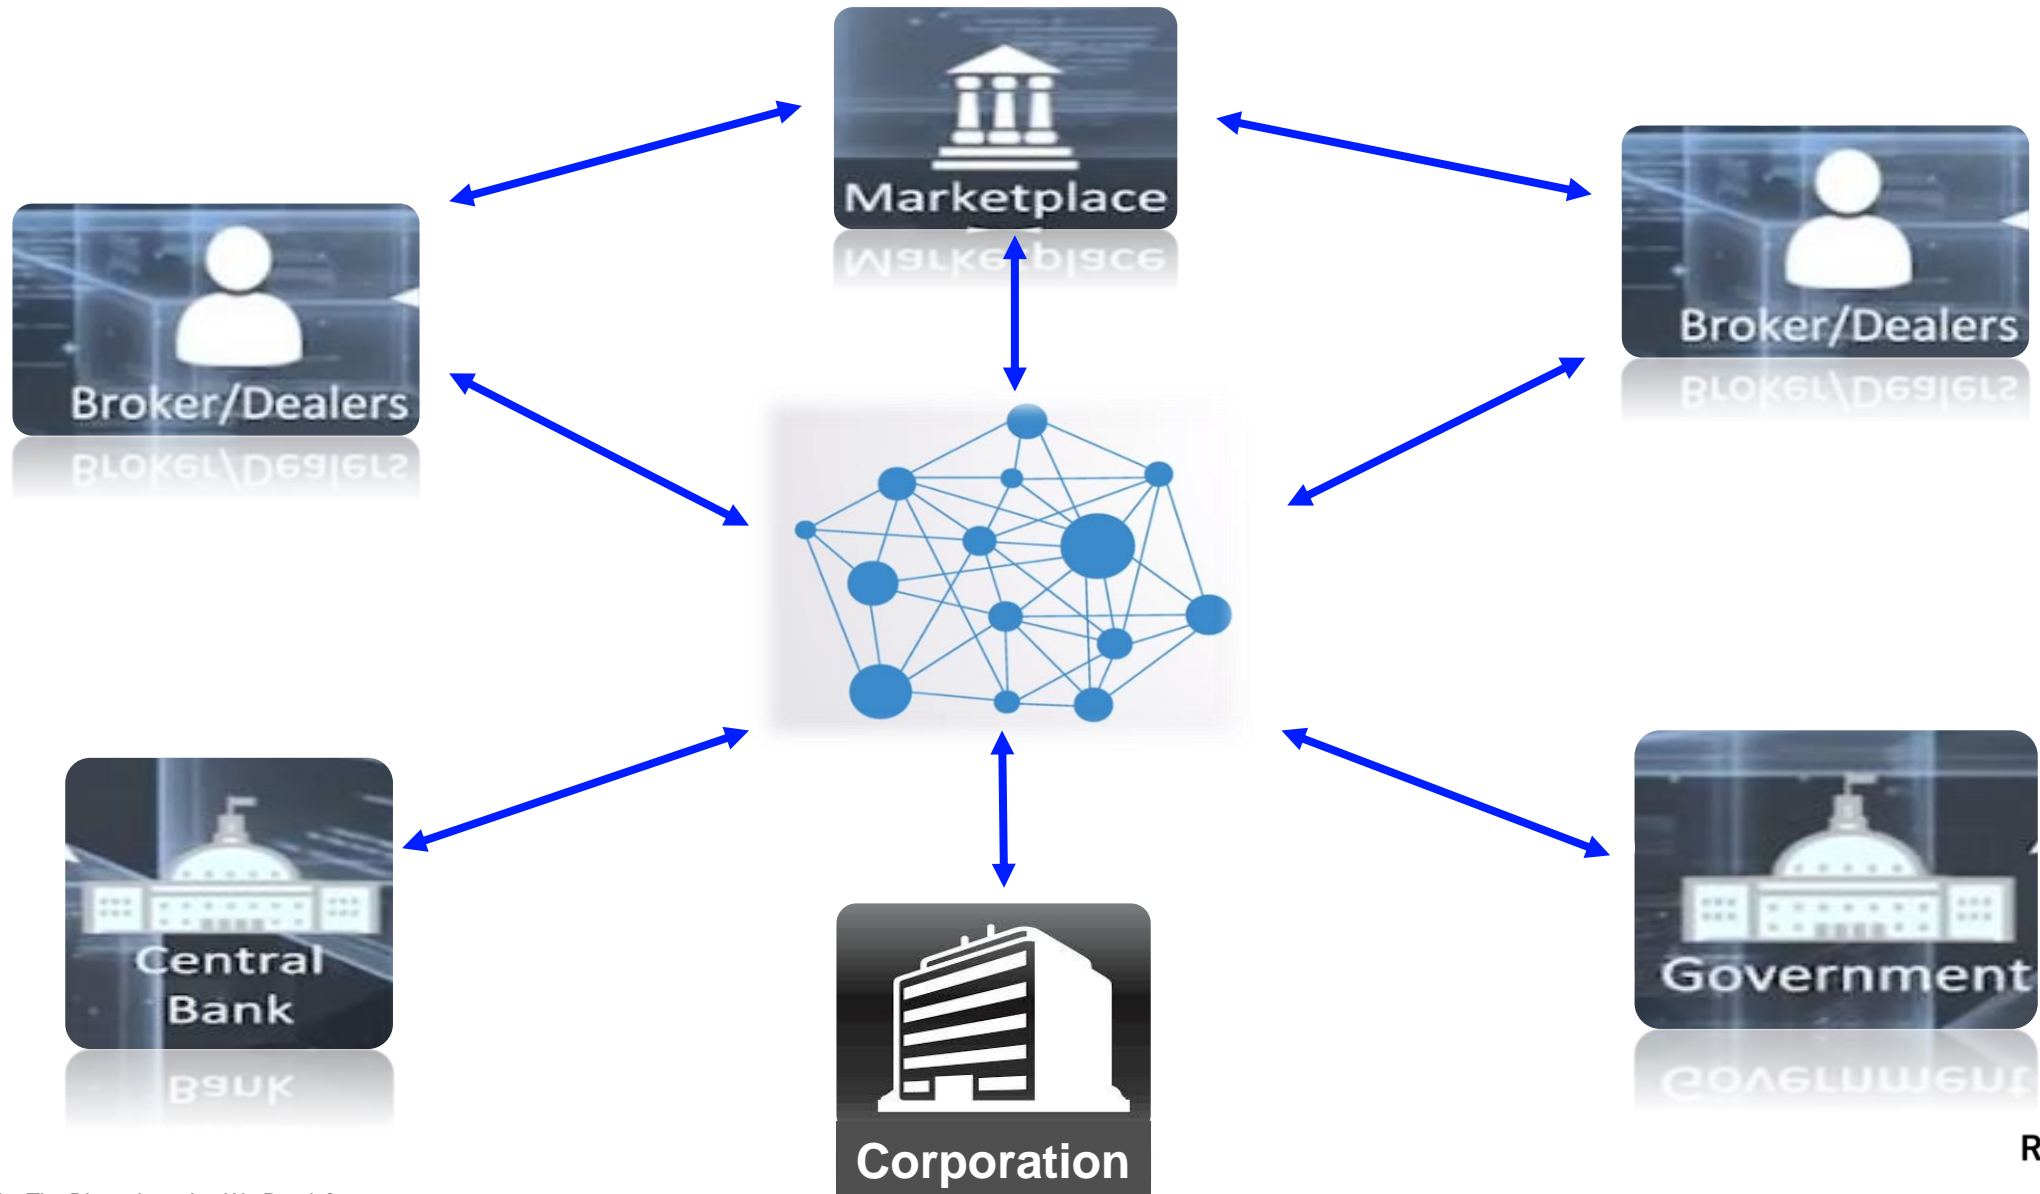 Marketplace
Broker/Dealers
Broker/Dealers
Central
Bank
Government
Corporation
R